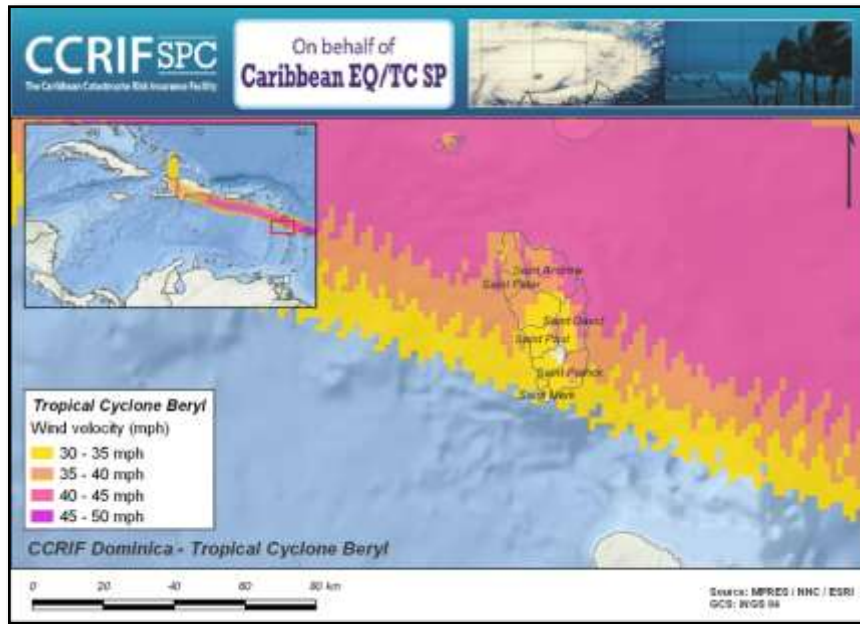 CCRIF SPC
The Caribbean Catastrophe Risk Insurance Facility
On behalf of
Caribbean EQ/TC SP
Saint Andrew
Saint Peter
Saint David
Saint Paul
Saint Patrick
Saint Mark
Tropical Cyclone Beryl
Wind velocity (mph)
30 - 35 mph
35 - 40 mph
40 - 45 mph
45 - 50 mph
CCRIF Dominica - Tropical Cyclone Beryl
0 20 40 60 80 km
Source: MPRES / NHC / ESRI
GCS: WGS 84